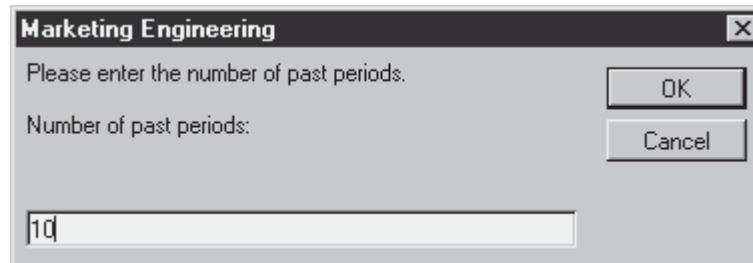 Marketing Engineering
Please enter the number of past periods.
OK
Number of past periods:
Cancel
10